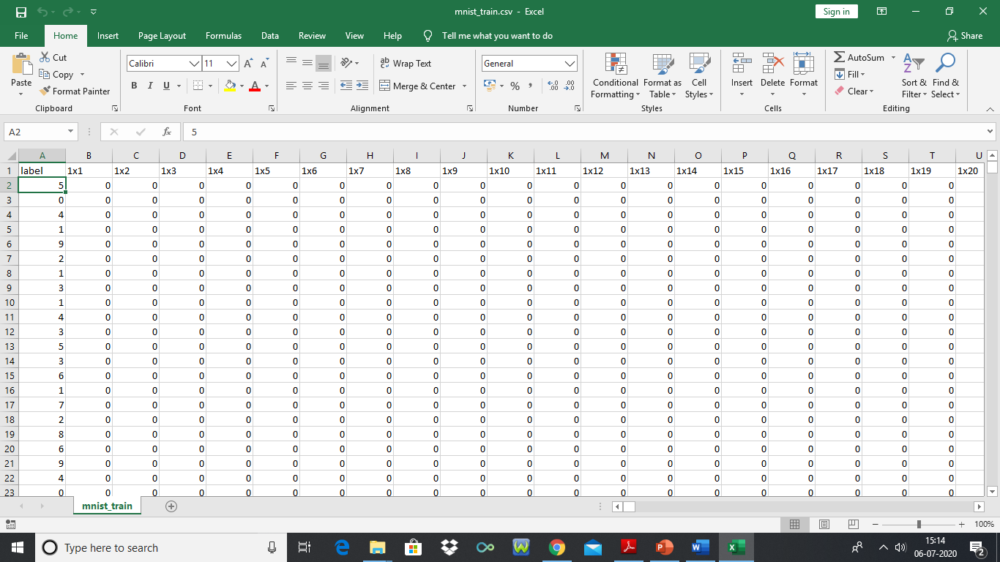 mnist_train.csv - Excel
Sign in
File Home Insert Page Layout Formulas Data Review View Help Tell me what you want to do Share
Cut
Copy
Format Painter
Paste
Clipboard
Calibri 11
B I U A
Font
Wrap Text
Merge & Center
Alignment
General
% ,
Number
Conditional Formatting
Format as Table
Cell Styles
Styles
Insert Delete Format
Cells
AutoSum
Fill
Clear
Sort & Filter
Find & Select
Editing
A2 fx 5
A B C D E F G H I J K L M N O P Q R S T U
1 label 1x1 1x2 1x3 1x4 1x5 1x6 1x7 1x8 1x9 1x10 1x11 1x12 1x13 1x14 1x15 1x16 1x17 1x18 1x19 1x20
2 5 0 0 0 0 0 0 0 0 0 0 0 0 0 0 0 0 0 0 0
3 0 0 0 0 0 0 0 0 0 0 0 0 0 0 0 0 0 0 0 0
4 4 0 0 0 0 0 0 0 0 0 0 0 0 0 0 0 0 0 0 0
5 1 0 0 0 0 0 0 0 0 0 0 0 0 0 0 0 0 0 0 0
6 9 0 0 0 0 0 0 0 0 0 0 0 0 0 0 0 0 0 0 0
7 2 0 0 0 0 0 0 0 0 0 0 0 0 0 0 0 0 0 0 0
8 1 0 0 0 0 0 0 0 0 0 0 0 0 0 0 0 0 0 0 0
9 3 0 0 0 0 0 0 0 0 0 0 0 0 0 0 0 0 0 0 0
10 1 0 0 0 0 0 0 0 0 0 0 0 0 0 0 0 0 0 0 0
11 4 0 0 0 0 0 0 0 0 0 0 0 0 0 0 0 0 0 0 0
12 3 0 0 0 0 0 0 0 0 0 0 0 0 0 0 0 0 0 0 0
13 5 0 0 0 0 0 0 0 0 0 0 0 0 0 0 0 0 0 0 0
14 3 0 0 0 0 0 0 0 0 0 0 0 0 0 0 0 0 0 0 0
15 6 0 0 0 0 0 0 0 0 0 0 0 0 0 0 0 0 0 0 0
16 1 0 0 0 0 0 0 0 0 0 0 0 0 0 0 0 0 0 0 0
17 7 0 0 0 0 0 0 0 0 0 0 0 0 0 0 0 0 0 0 0
18 2 0 0 0 0 0 0 0 0 0 0 0 0 0 0 0 0 0 0 0
19 8 0 0 0 0 0 0 0 0 0 0 0 0 0 0 0 0 0 0 0
20 6 0 0 0 0 0 0 0 0 0 0 0 0 0 0 0 0 0 0 0
21 9 0 0 0 0 0 0 0 0 0 0 0 0 0 0 0 0 0 0 0
22 4 0 0 0 0 0 0 0 0 0 0 0 0 0 0 0 0 0 0 0
23 0 0 0 0 0 0 0 0 0 0 0 0 0 0 0 0 0 0 0 0
mnist_train
100%
Type here to search
15:14
06-07-2020
2